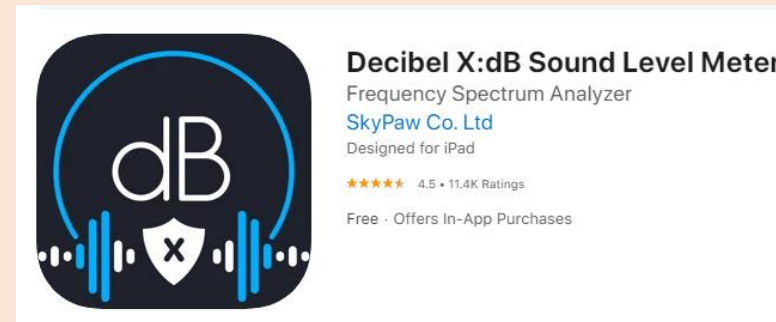 dB
X
Decibel X:dB Sound Level Meter
Frequency Spectrum Analyzer
SkyPaw Co. Ltd
Designed for iPad
4.5 • 11.4K Ratings
Free · Offers In-App Purchases